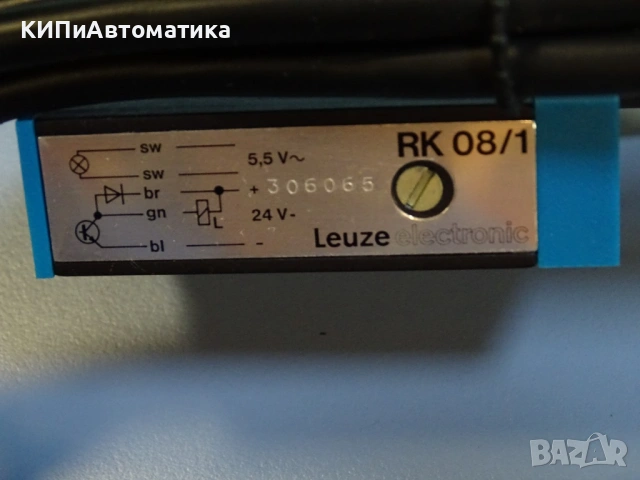 КИПиАвтоматика
RK 08/1
sw
5,5 V~
sw
br
+ 306065
gn
L
24 V-
bl
-
Leuze electronic
BAZAR